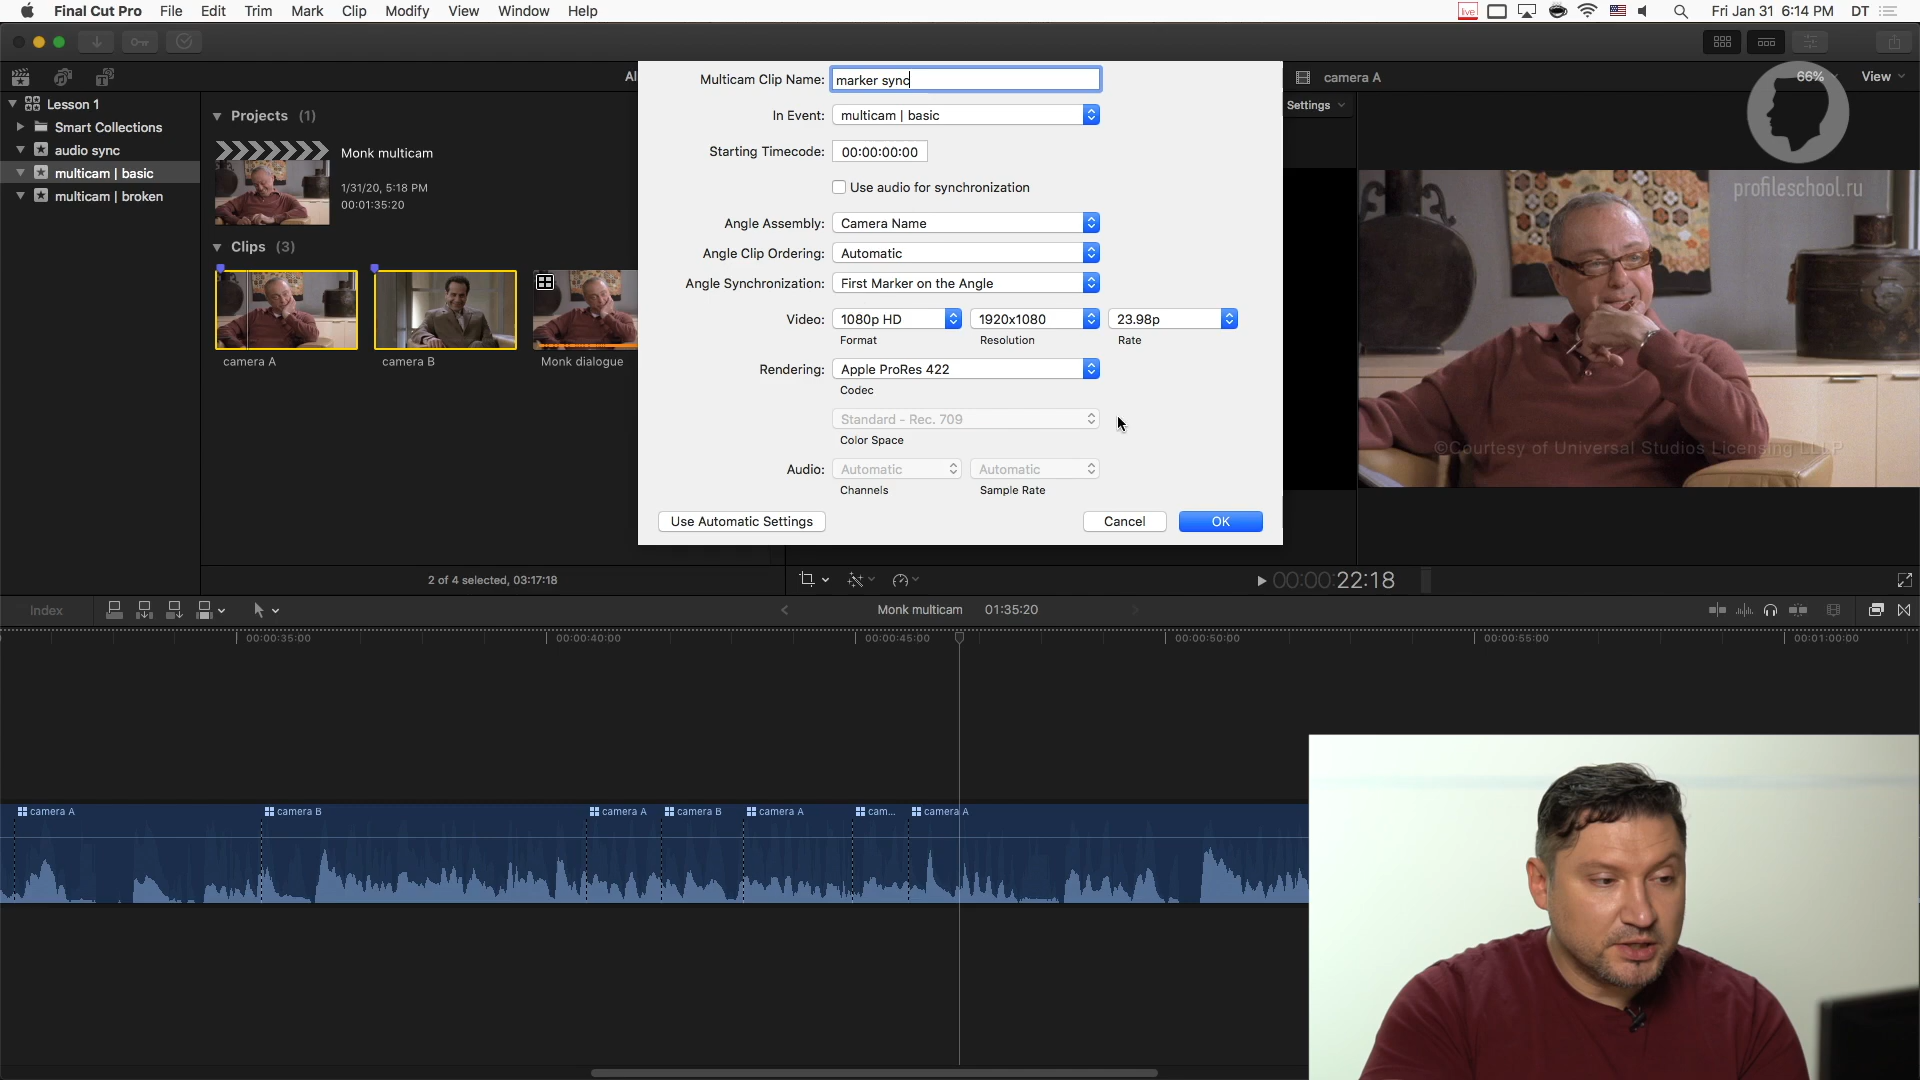 Final Cut Pro File Edit Trim Mark Clip Modify View Window Help
live Fri Jan 31 6:14 PM DT
Multicam Clip Name: marker sync
In Event: multicam | basic
Starting Timecode: 00:00:00:00
Use audio for synchronization
Angle Assembly: Camera Name
Angle Clip Ordering: Automatic
Angle Synchronization: First Marker on the Angle
Video: 1080p HD 1920x1080 23.98p
Format Resolution Rate
Rendering: Apple ProRes 422
Codec
Standard - Rec. 709
Color Space
Audio: Automatic Automatic
Channels Sample Rate
Use Automatic Settings Cancel OK
Lesson 1
Smart Collections
audio sync
multicam | basic
multicam | broken
Al
Projects (1)
Monk multicam
1/31/20, 5:18 PM
00:01:35:20
Clips (3)
camera A
camera B
Monk dialogue
2 of 4 selected, 03:17:18
camera A 66% View
Settings
profileschool.ru
©Courtesy of Universal Studios Licensing LLLP
00:00:00:22:18
Index
Monk multicam 01:35:20
00:00:35:00 00:00:40:00 00:00:45:00 00:00:50:00 00:00:55:00 00:01:00:00
camera A camera B camera A camera B camera A cam... camera A